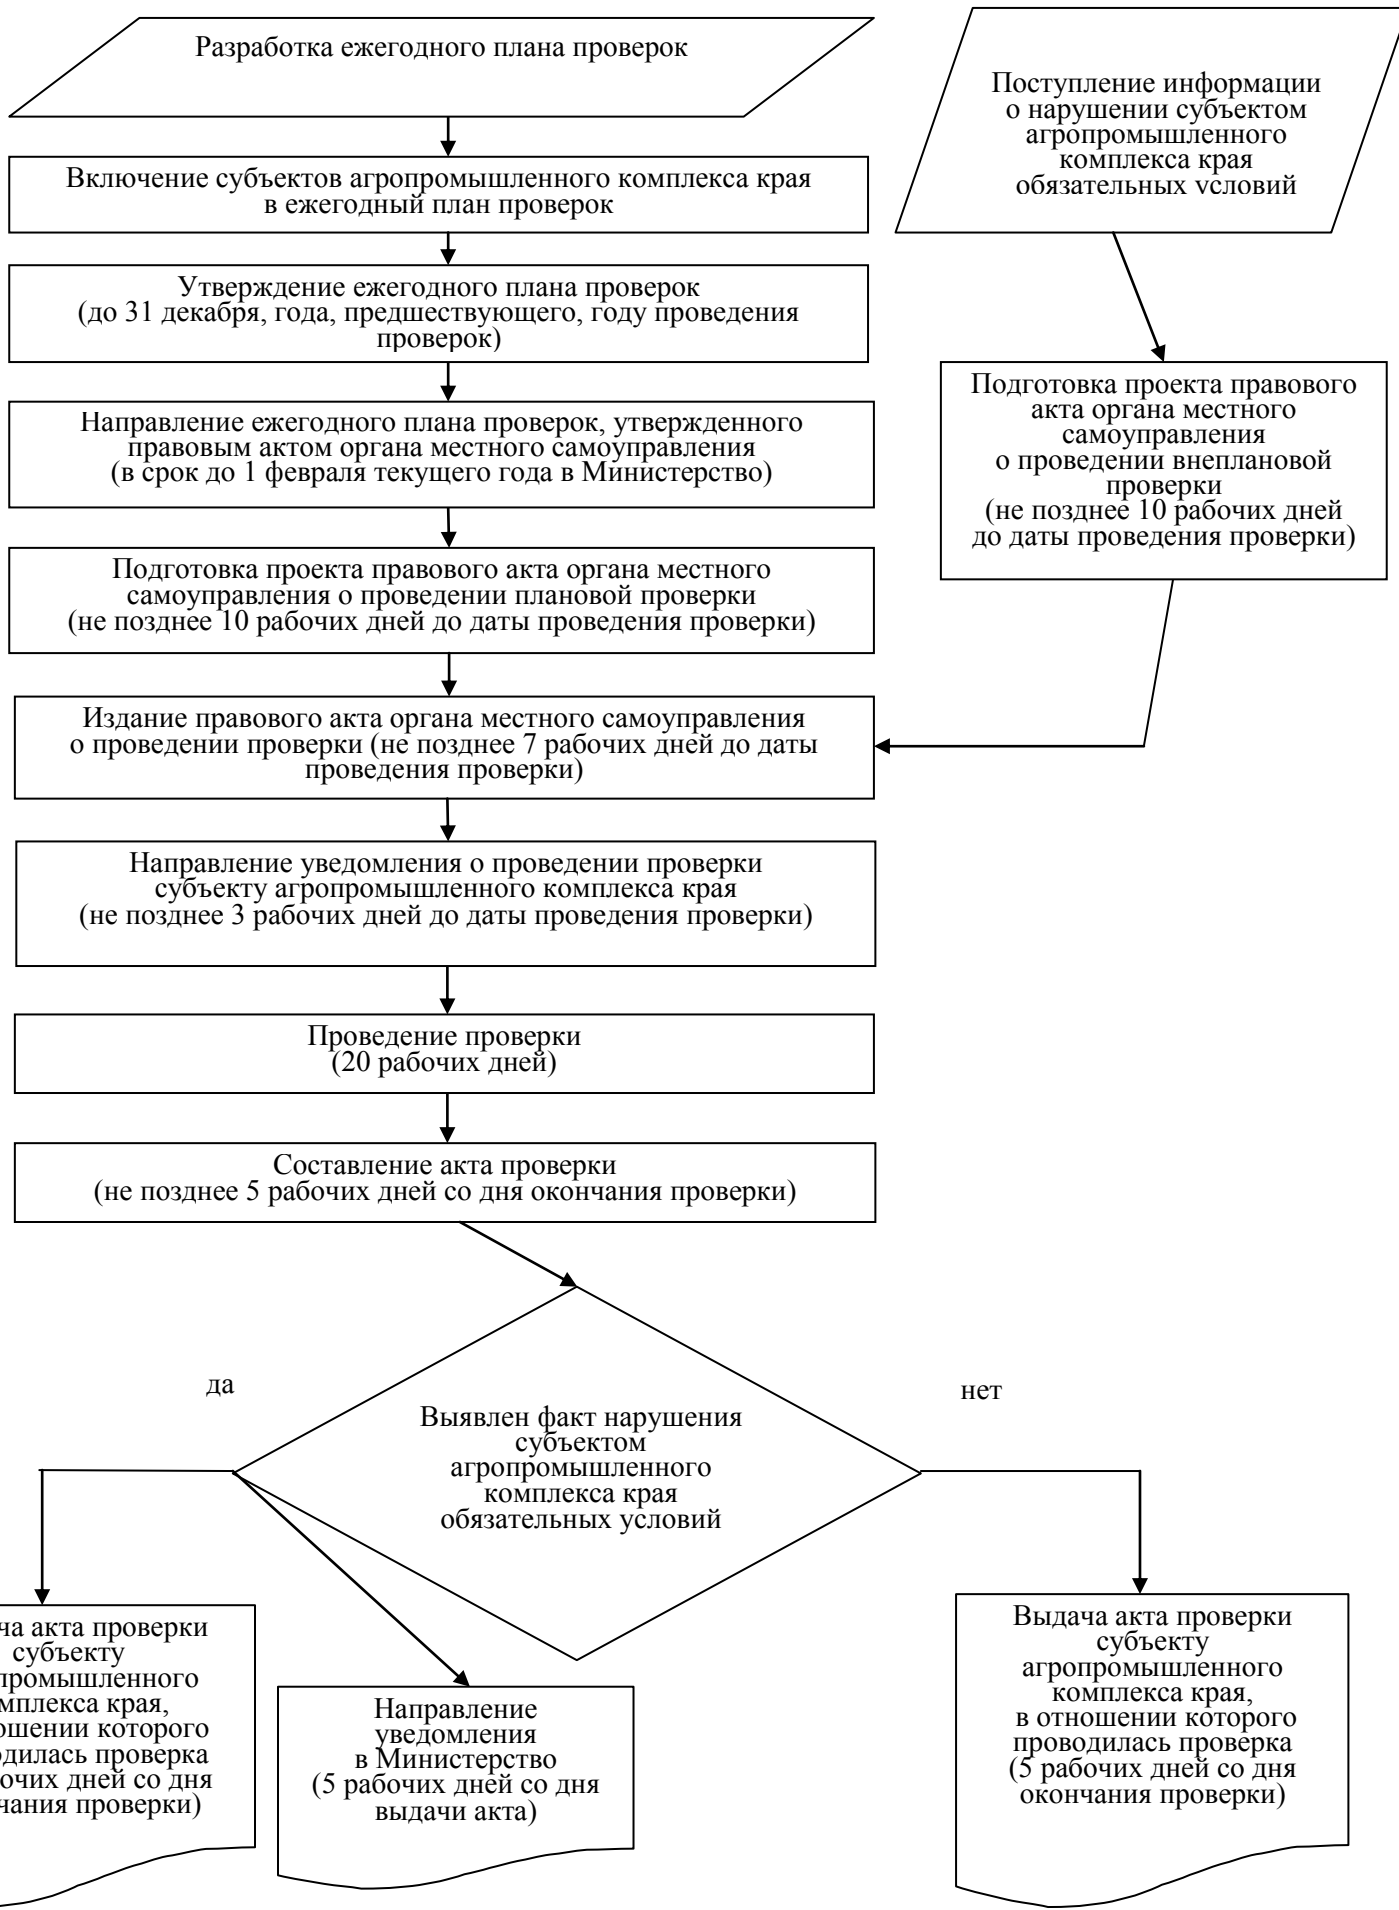 Разработка ежегодного плана проверок
Поступление информации
о нарушении субъектом
агропромышленного
комплекса края
обязательных условий
Включение субъектов агропромышленного комплекса края
в ежегодный план проверок
Утверждение ежегодного плана проверок
(до 31 декабря, года, предшествующего, году проведения
проверок)
Направление ежегодного плана проверок, утвержденного
правовым актом органа местного самоуправления
(в срок до 1 февраля текущего года в Министерство)
Подготовка проекта правового
акта органа местного
самоуправления
о проведении внеплановой
проверки
(не позднее 10 рабочих дней
до даты проведения проверки)
Подготовка проекта правового акта органа местного
самоуправления о проведении плановой проверки
(не позднее 10 рабочих дней до даты проведения проверки)
Издание правового акта органа местного самоуправления
о проведении проверки (не позднее 7 рабочих дней до даты
проведения проверки)
Направление уведомления о проведении проверки
субъекту агропромышленного комплекса края
(не позднее 3 рабочих дней до даты проведения проверки)
Проведение проверки
(20 рабочих дней)
Составление акта проверки
(не позднее 5 рабочих дней со дня окончания проверки)
да
нет
Выявлен факт нарушения
субъектом
агропромышленного
комплекса края
обязательных условий
ча акта проверки
субъекту
промышленного
мплекса края,
ошении которого
одилась проверка
очих дней со дня
чания проверки)
Направление
уведомления
в Министерство
(5 рабочих дней со дня
выдачи акта)
Выдача акта проверки
субъекту
агропромышленного
комплекса края,
в отношении которого
проводилась проверка
(5 рабочих дней со дня
окончания проверки)